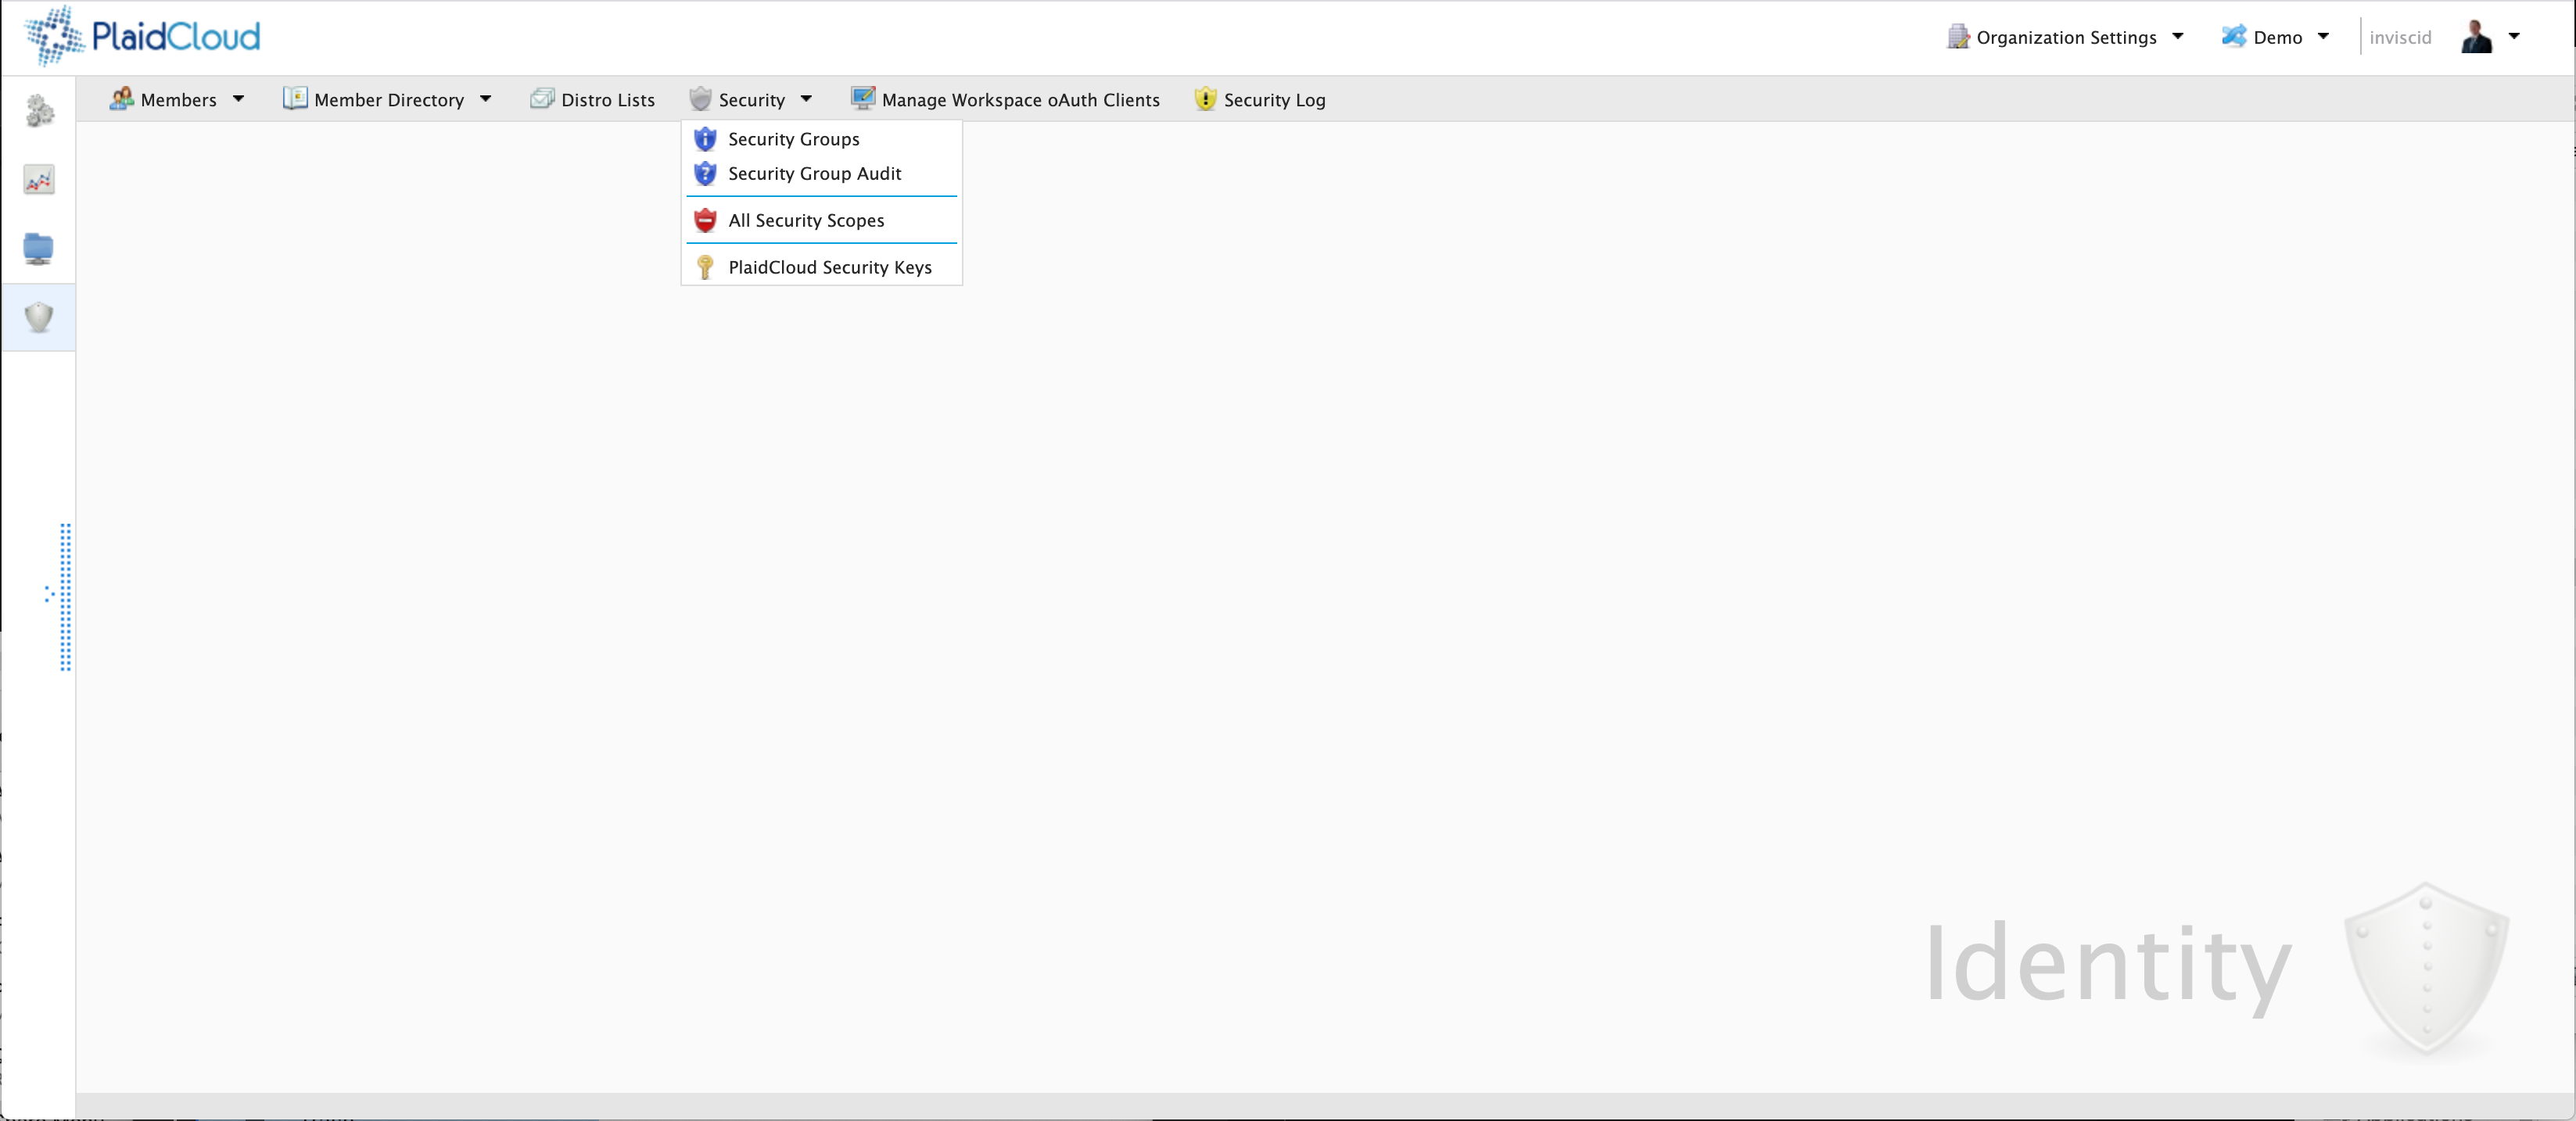 PlaidCloud
Organization Settings Demo inviscid
Members Member Directory Distro Lists Security Manage Workspace oAuth Clients Security Log
Security Groups
Security Group Audit
All Security Scopes
PlaidCloud Security Keys
Identity